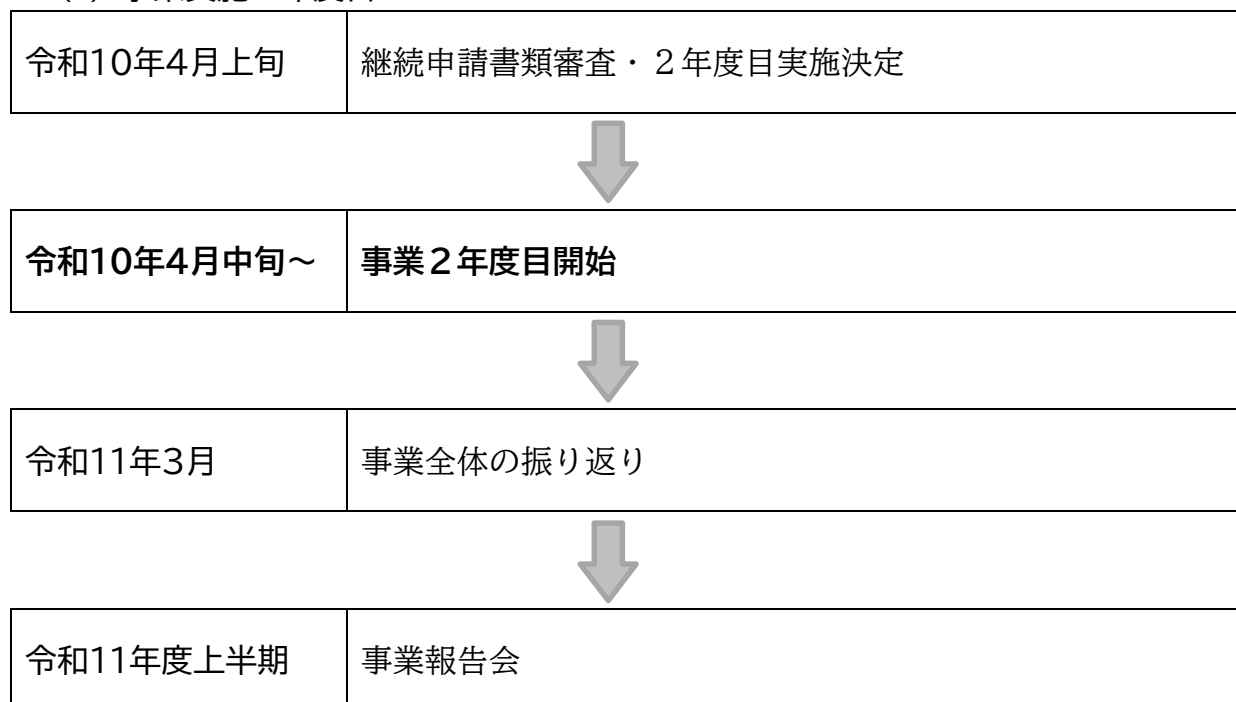 令和10年4月上旬 継続申請書類審査・２年度目実施決定
令和10年4月中旬～ 事業２年度目開始
令和11年3月 事業全体の振り返り
令和11年度上半期 事業報告会